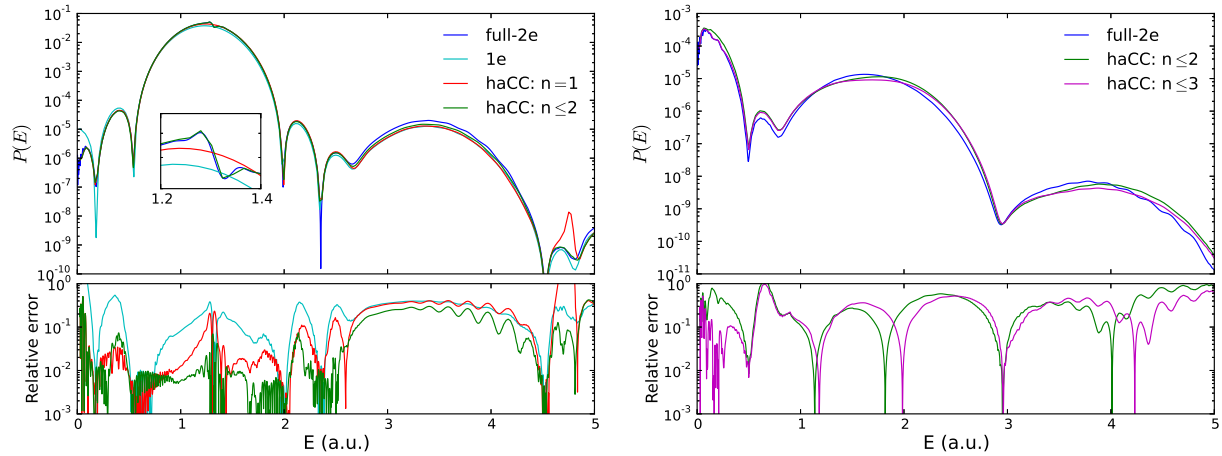 10^{-1}
10^{-2}
10^{-3}
10^{-4}
10^{-5}
10^{-6}
10^{-7}
10^{-8}
10^{-9}
10^{-10}
P(E)
full-2e
1e
haCC: n=1
haCC: n≤2
1.2 1.4
10^{0}
10^{-1}
10^{-2}
10^{-3}
Relative error
0 1 2 3 4 5
E (a.u.)
10^{-3}
10^{-4}
10^{-5}
10^{-6}
10^{-7}
10^{-8}
10^{-9}
10^{-10}
10^{-11}
P(E)
full-2e
haCC: n≤2
haCC: n≤3
10^{0}
10^{-1}
10^{-2}
10^{-3}
Relative error
0 1 2 3 4 5
E (a.u.)